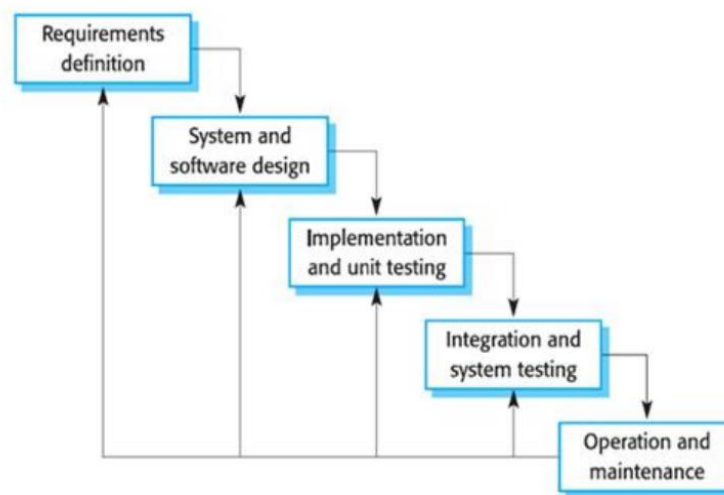 Requirements
definition
System and
software design
Implementation
and unit testing
Integration and
system testing
Operation and
maintenance